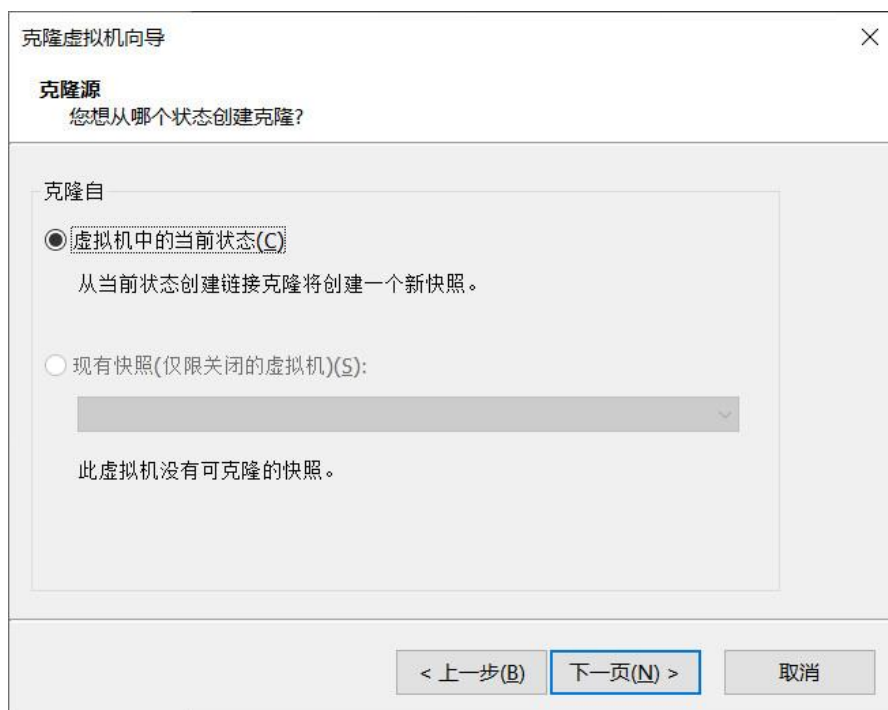 克隆虚拟机向导
克隆源
您想从哪个状态创建克隆?
克隆自
虚拟机中的当前状态(C)
从当前状态创建链接克隆将创建一个新快照。
现有快照(仅限关闭的虚拟机)(S):
此虚拟机没有可克隆的快照。
< 上一步(B) 下一页(N) > 取消